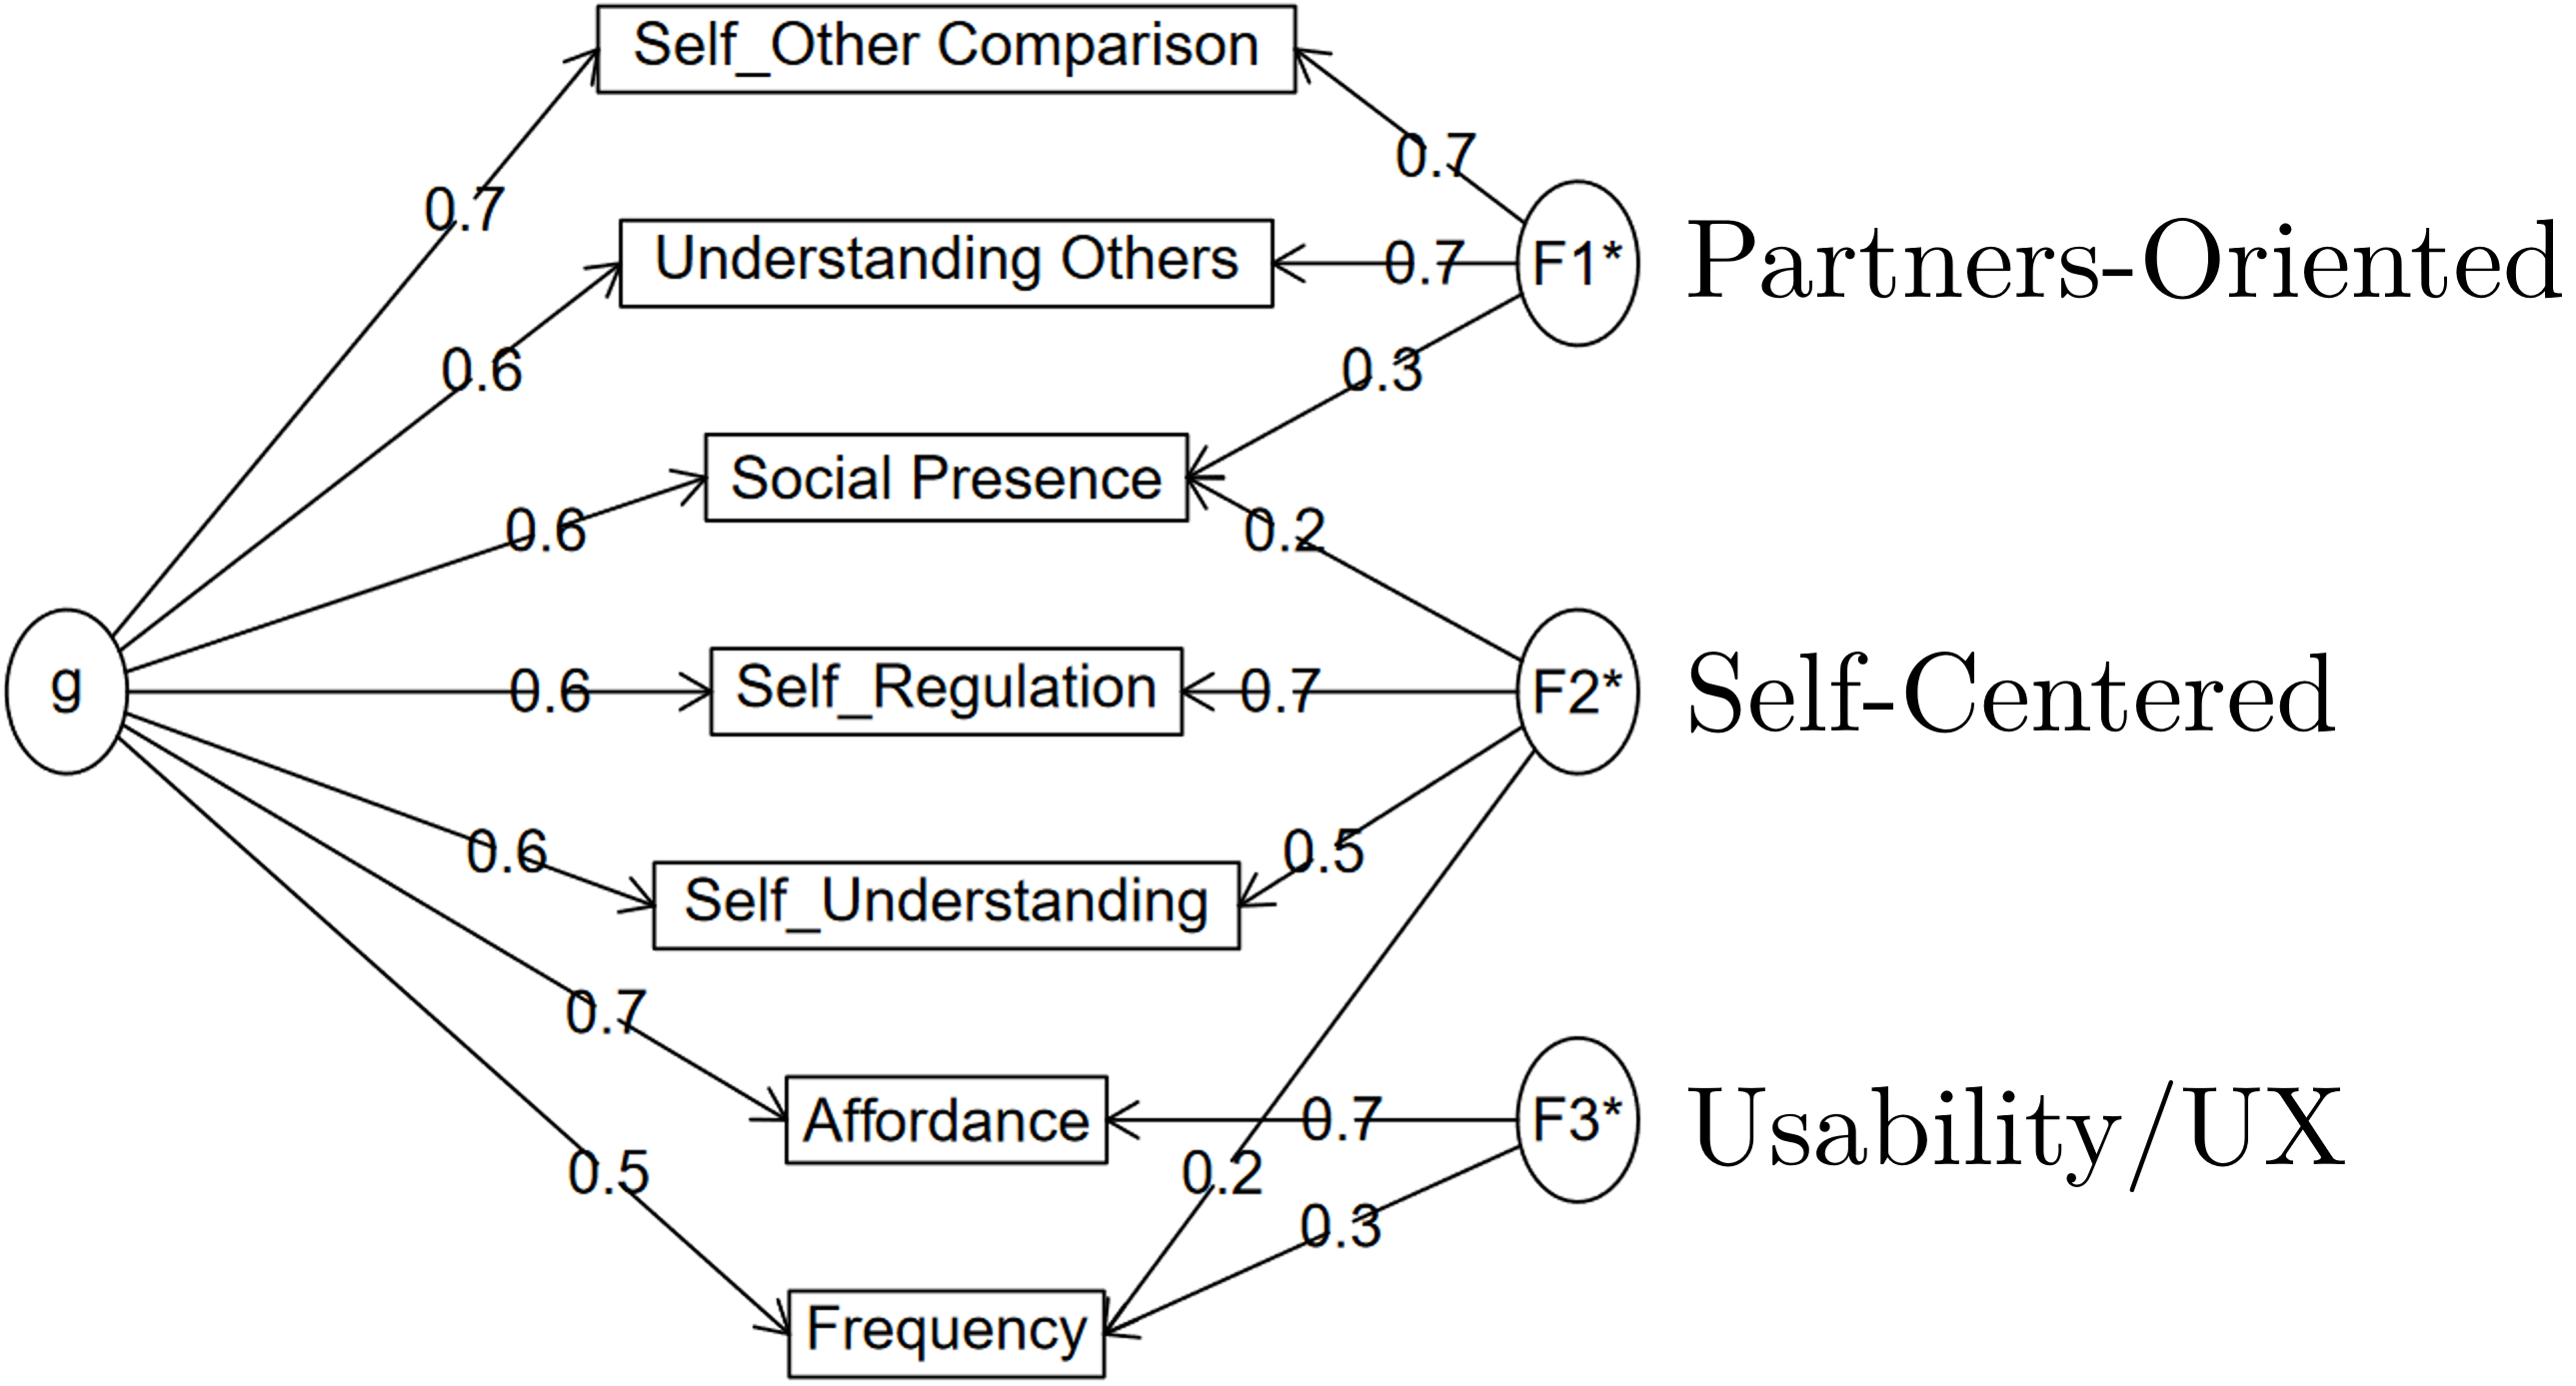 Self_Other Comparison
0.7
0.7
Understanding Others
0.7
F1*
Partners-Oriented
0.6
0.3
Social Presence
0.6
0.2
g
0.6
Self_Regulation
0.7
F2*
Self-Centered
0.6
0.5
Self_Understanding
0.7
Affordance
0.7
F3*
Usability/UX
0.5
0.2
0.3
Frequency